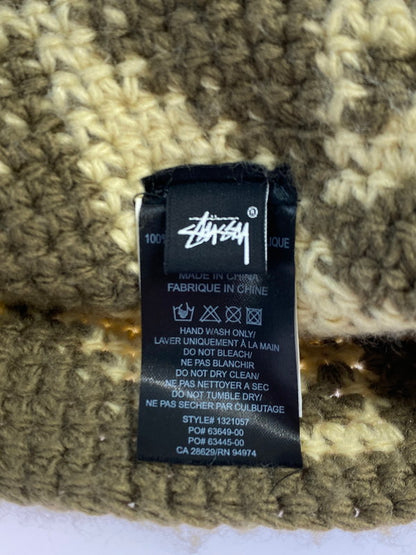 STÜSSY ®
100%
IQUE
MADE IN CHINA
FABRIQUE IN CHINE
HAND WASH ONLY/
LAVER UNIQUEMENT À LA MAIN
DO NOT BLEACH/
NE PAS BLANCHIR
DO NOT DRY CLEAN/
NE PAS NETTOYER A SEC
DO NOT TUMBLE DRY/
NE PAS SECHER PAR CULBUTAGE
STYLE# 1321057
PO# 63649-00
PO# 63445-00
CA 28629/RN 94974